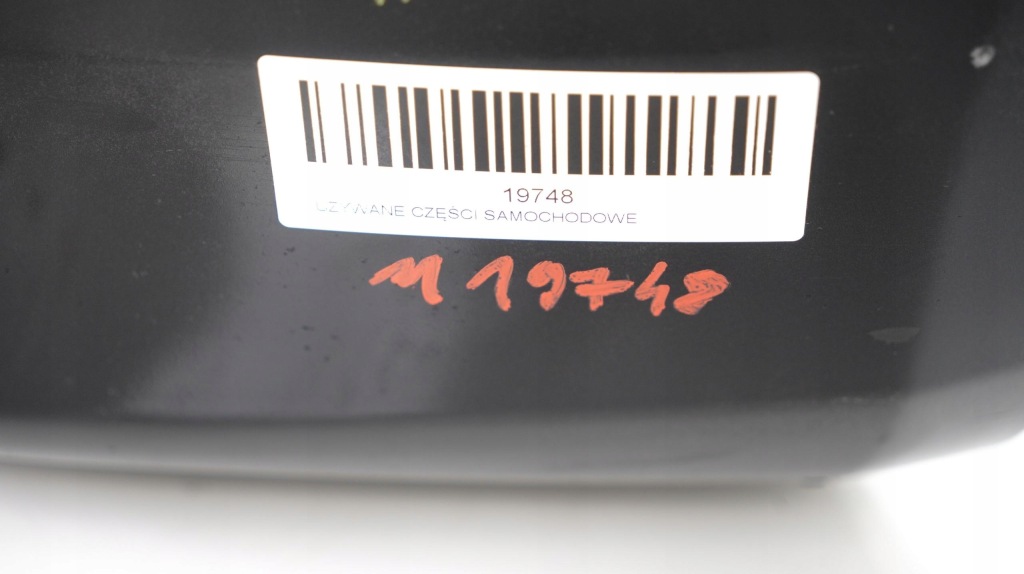 19748
UŻYWANE CZĘŚCI SAMOCHODOWE
M 19748